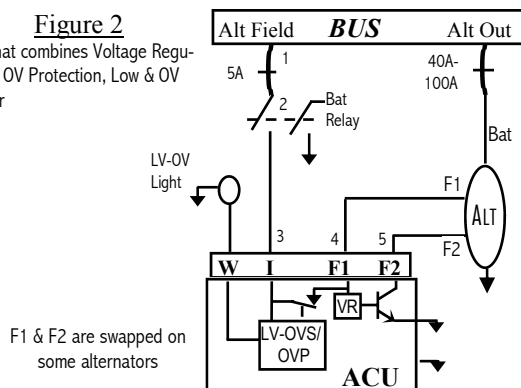 Figure 2
hat combines Voltage Regu-
OV Protection, Low & OV
r
Alt Field BUS Alt Out
5A
1
40A-
100A
2
Bat
Relay
Bat
LV-OV
Light
F1
ALT
F2
3
4
5
W I F1 F2
VR
LV-OVS/
OVP
ACU
F1 & F2 are swapped on
some alternators